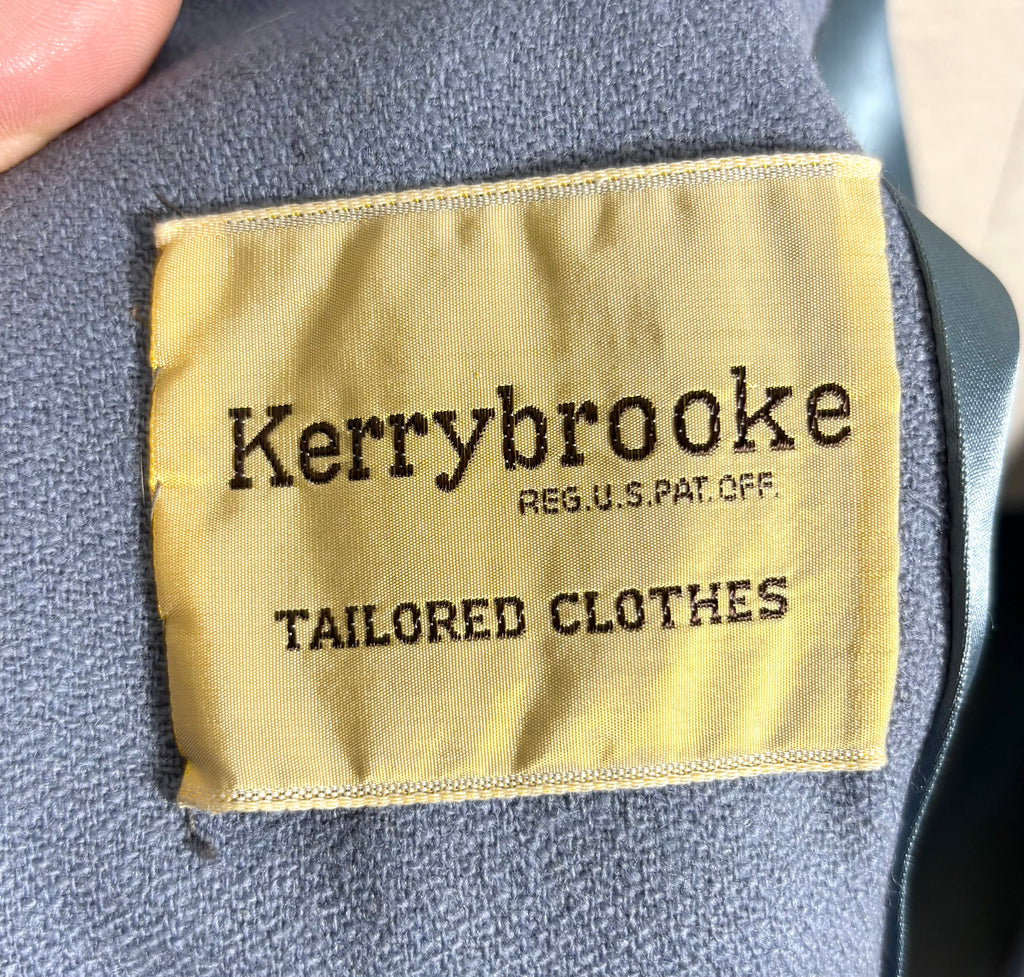 Kerrybrooke
REG.U.S.PAT.OFF.
TAILORED CLOTHES